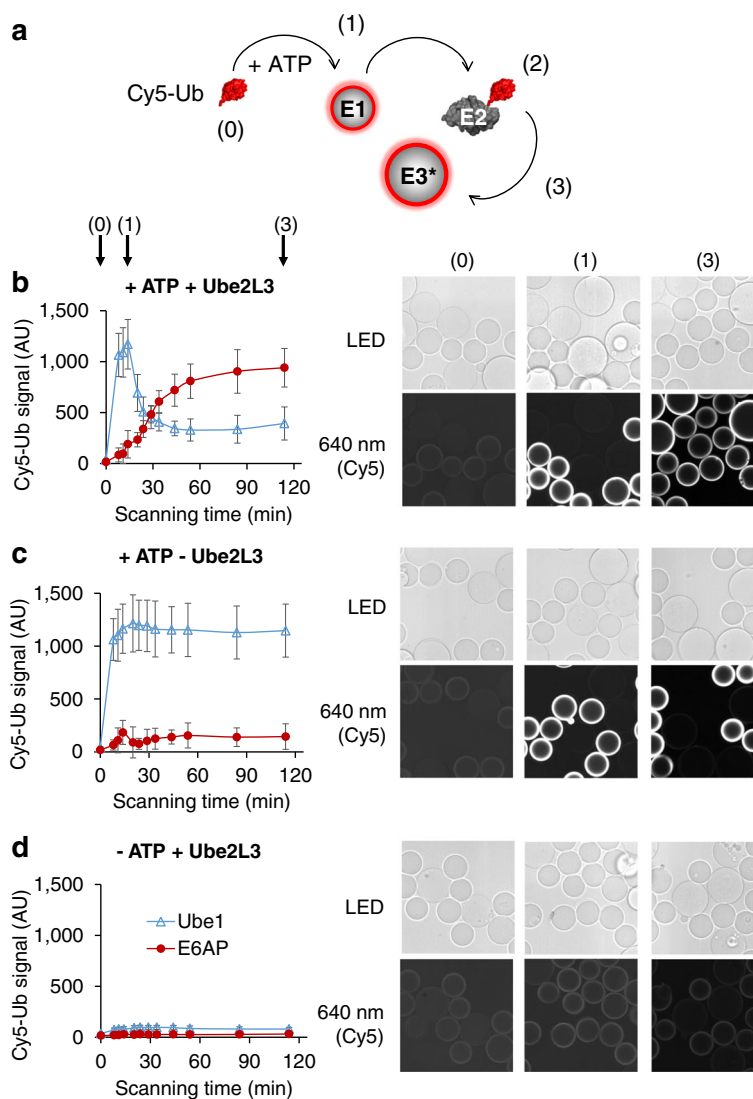 a
(1)
+ ATP
Cy5-Ub
(0)
E1
(2)
E2
E3*
(3)
(0) (1) (3)
b
+ ATP + Ube2L3
Cy5-Ub signal (AU)
1,500
1,000
500
0
0 30 60 90 120
Scanning time (min)
(0) (1) (3)
LED
640 nm
(Cy5)
c
+ ATP - Ube2L3
Cy5-Ub signal (AU)
1,500
1,000
500
0
0 30 60 90 120
Scanning time (min)
LED
640 nm
(Cy5)
d
- ATP + Ube2L3
Cy5-Ub signal (AU)
1,500
1,000
500
0
Ube1
E6AP
0 30 60 90 120
Scanning time (min)
LED
640 nm
(Cy5)